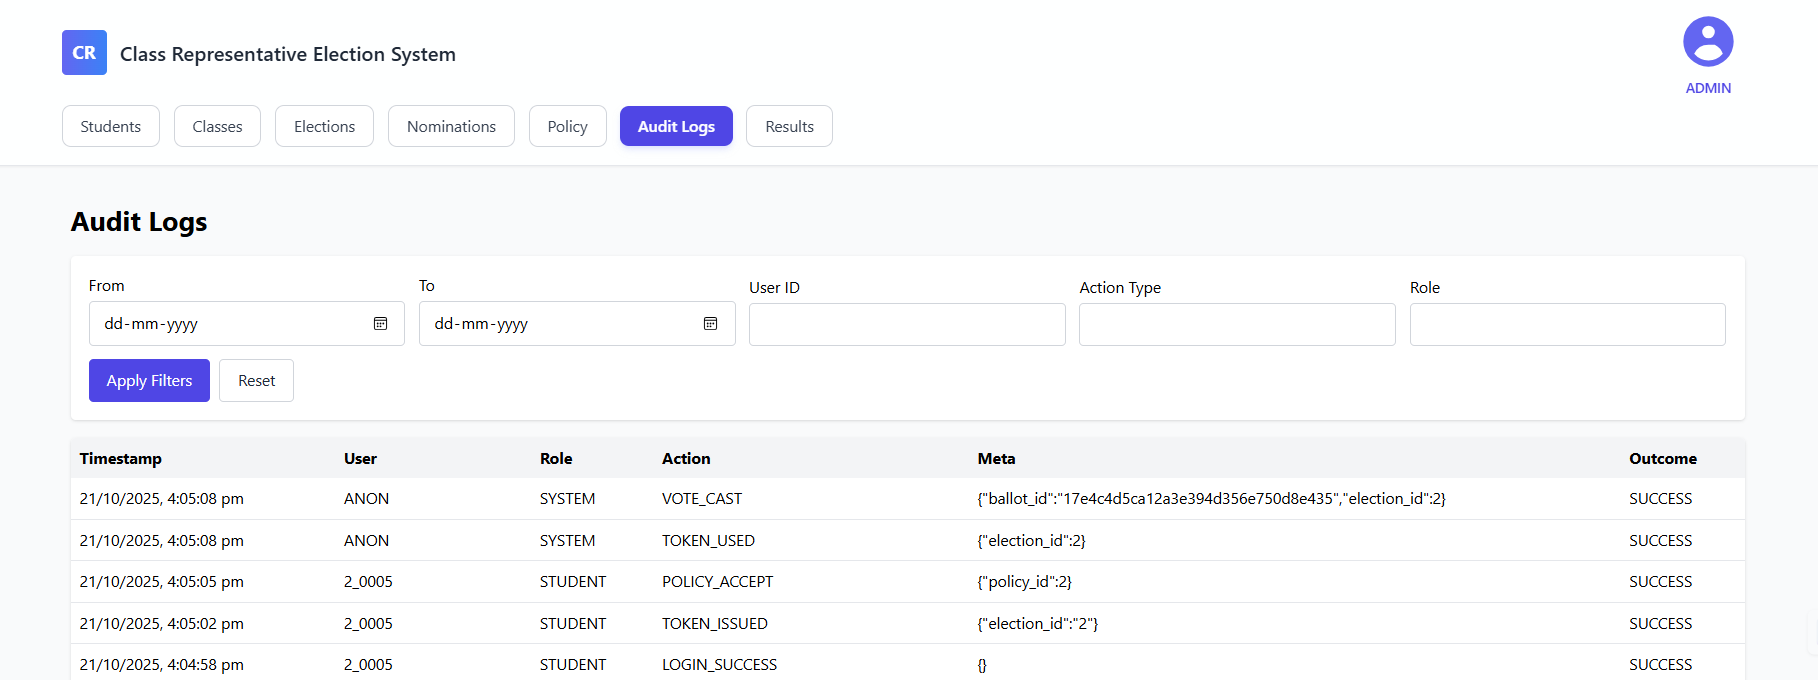 CR Class Representative Election System
ADMIN
Students Classes Elections Nominations Policy Audit Logs Results
Audit Logs
From To User ID Action Type Role
dd-mm-yyyy dd-mm-yyyy
Apply Filters Reset
Timestamp User Role Action Meta Outcome
21/10/2025, 4:05:08 pm ANON SYSTEM VOTE_CAST {"ballot_id":"17e4c4d5ca12a3e394d356e750d8e435","election_id":2} SUCCESS
21/10/2025, 4:05:08 pm ANON SYSTEM TOKEN_USED {"election_id":2} SUCCESS
21/10/2025, 4:05:05 pm 2_0005 STUDENT POLICY_ACCEPT {"policy_id":2} SUCCESS
21/10/2025, 4:05:02 pm 2_0005 STUDENT TOKEN_ISSUED {"election_id":"2"} SUCCESS
21/10/2025, 4:04:58 pm 2_0005 STUDENT LOGIN_SUCCESS {} SUCCESS